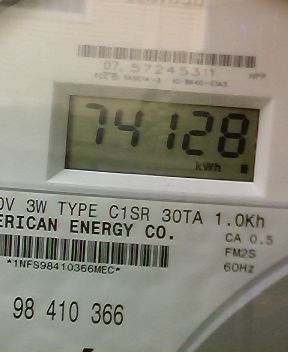 07.57245311
HPP
74128
kWh
0V 3W TYPE C1SR 30TA 1.0Kh
ERICAN ENERGY CO.
CA 0.5
FM2S
*1NFS98410366MEC*
60Hz
98 410 366